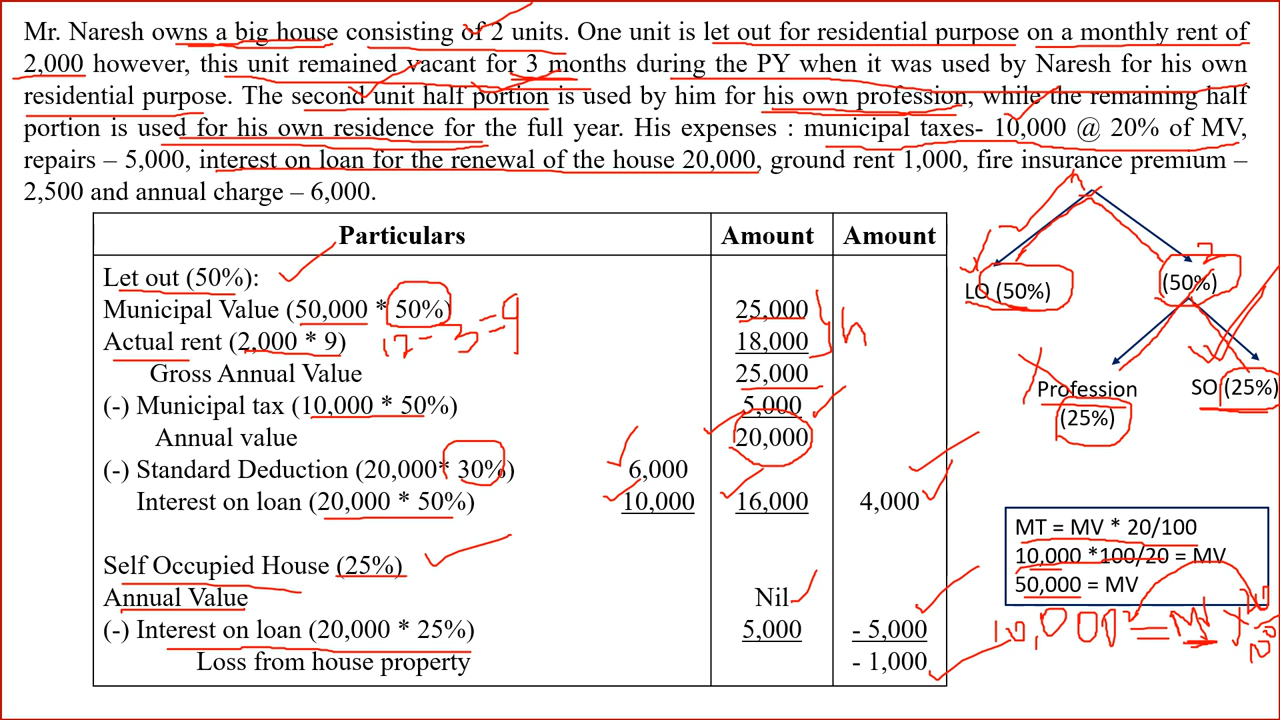 Mr. Naresh owns a big house consisting of 2 units. One unit is let out for residential purpose on a monthly rent of
2,000 however, this unit remained vacant for 3 months during the PY when it was used by Naresh for his own
residential purpose. The second unit half portion is used by him for his own profession, while the remaining half
portion is used for his own residence for the full year. His expenses : municipal taxes- 10,000 @ 20% of MV,
repairs – 5,000, interest on loan for the renewal of the house 20,000, ground rent 1,000, fire insurance premium –
2,500 and annual charge – 6,000.
Particulars Amount Amount
Let out (50%):
Municipal Value (50,000 * 50%) 25,000
Actual rent (2,000 * 9) 18,000
12 - 3 = 9
h
Gross Annual Value 25,000
(-) Municipal tax (10,000 * 50%) 5,000
Annual value 20,000
(-) Standard Deduction (20,000* 30%) 6,000
Interest on loan (20,000 * 50%) 10,000 16,000 4,000
Self Occupied House (25%)
Annual Value Nil
(-) Interest on loan (20,000 * 25%) 5,000 - 5,000
Loss from house property - 1,000
LO (50%)
(50%)
Profession
(25%)
SO (25%)
MT = MV * 20/100
10,000 *100/20 = MV
50,000 = MV
10,000 = MV × 20/100